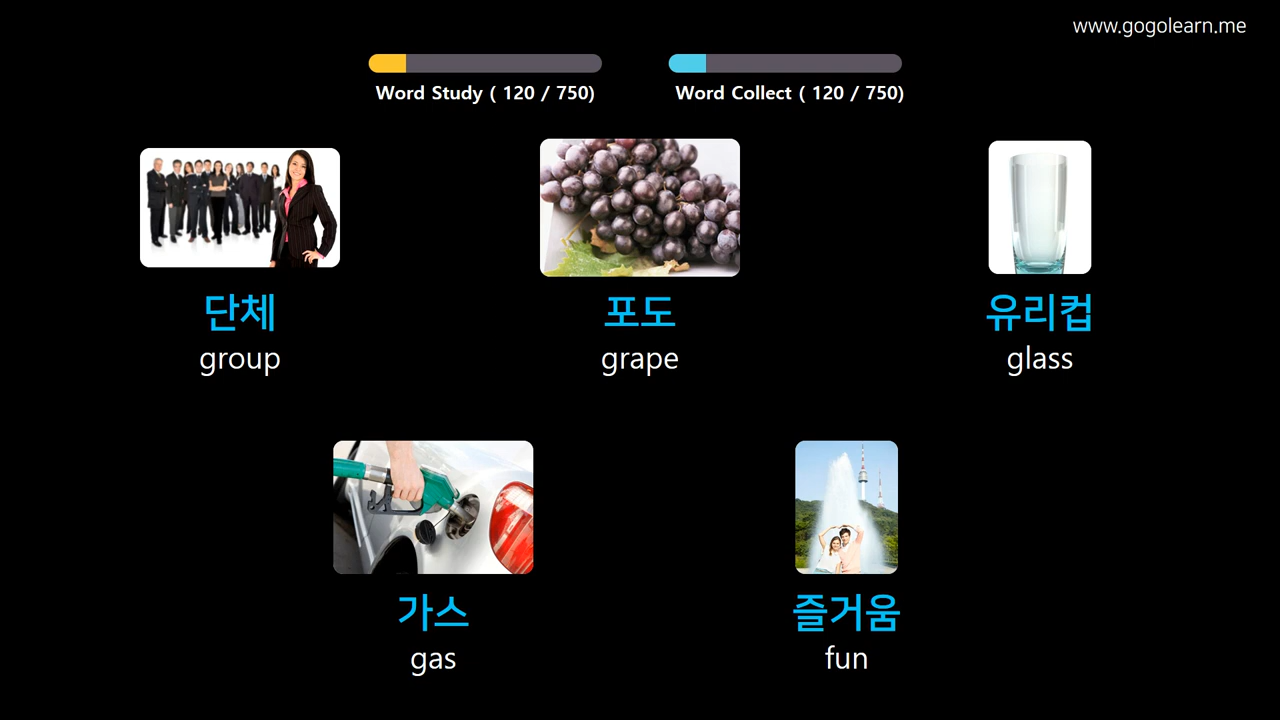 www.gogolearn.me
Word Study ( 120 / 750)
Word Collect ( 120 / 750)
단체
group
포도
grape
유리컵
glass
가스
gas
즐거움
fun